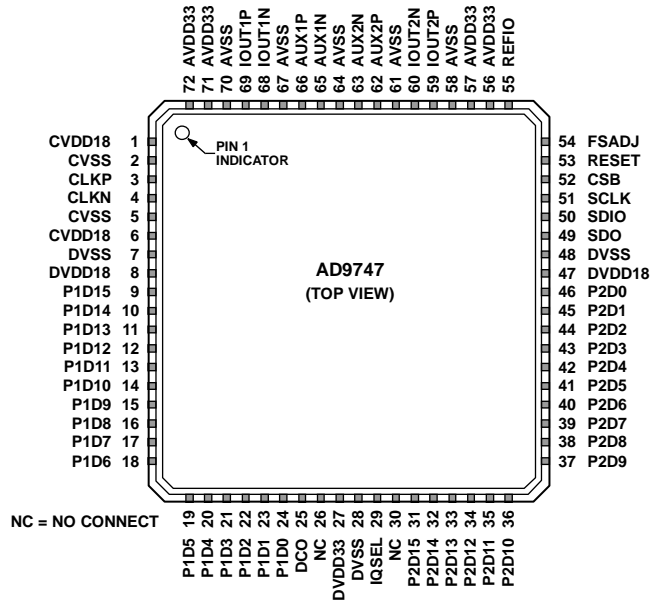 72 AVDD33
71 AVDD33
70 AVSS
69 IOUT1P
68 IOUT1N
67 AVSS
66 AUX1P
65 AUX1N
64 AVSS
63 AUX2N
62 AUX2P
61 AVSS
60 IOUT2N
59 IOUT2P
58 AVSS
57 AVDD33
56 AVDD33
55 REFIO
CVDD18 1
CVSS 2
CLKP 3
CLKN 4
CVSS 5
CVDD18 6
DVSS 7
DVDD18 8
P1D15 9
P1D14 10
P1D13 11
P1D12 12
P1D11 13
P1D10 14
P1D9 15
P1D8 16
P1D7 17
P1D6 18
PIN 1
INDICATOR
AD9747
(TOP VIEW)
54 FSADJ
53 RESET
52 CSB
51 SCLK
50 SDIO
49 SDO
48 DVSS
47 DVDD18
46 P2D0
45 P2D1
44 P2D2
43 P2D3
42 P2D4
41 P2D5
40 P2D6
39 P2D7
38 P2D8
37 P2D9
NC = NO CONNECT
P1D5 19
P1D4 20
P1D3 21
P1D2 22
P1D1 23
P1D0 24
DCO 25
NC 26
DVDD33 27
DVSS 28
IQSEL 29
NC 30
P2D15 31
P2D14 32
P2D13 33
P2D12 34
P2D11 35
P2D10 36